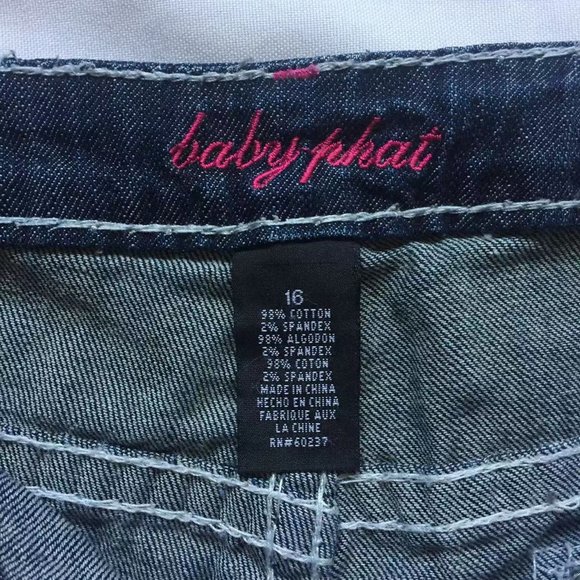 baby phat
16
98% COTTON
2% SPANDEX
98% ALGODON
2% SPANDEX
98% COTON
2% SPANDEX
MADE IN CHINA
HECHO EN CHINA
FABRIQUE AUX
LA CHINE
RN#60237